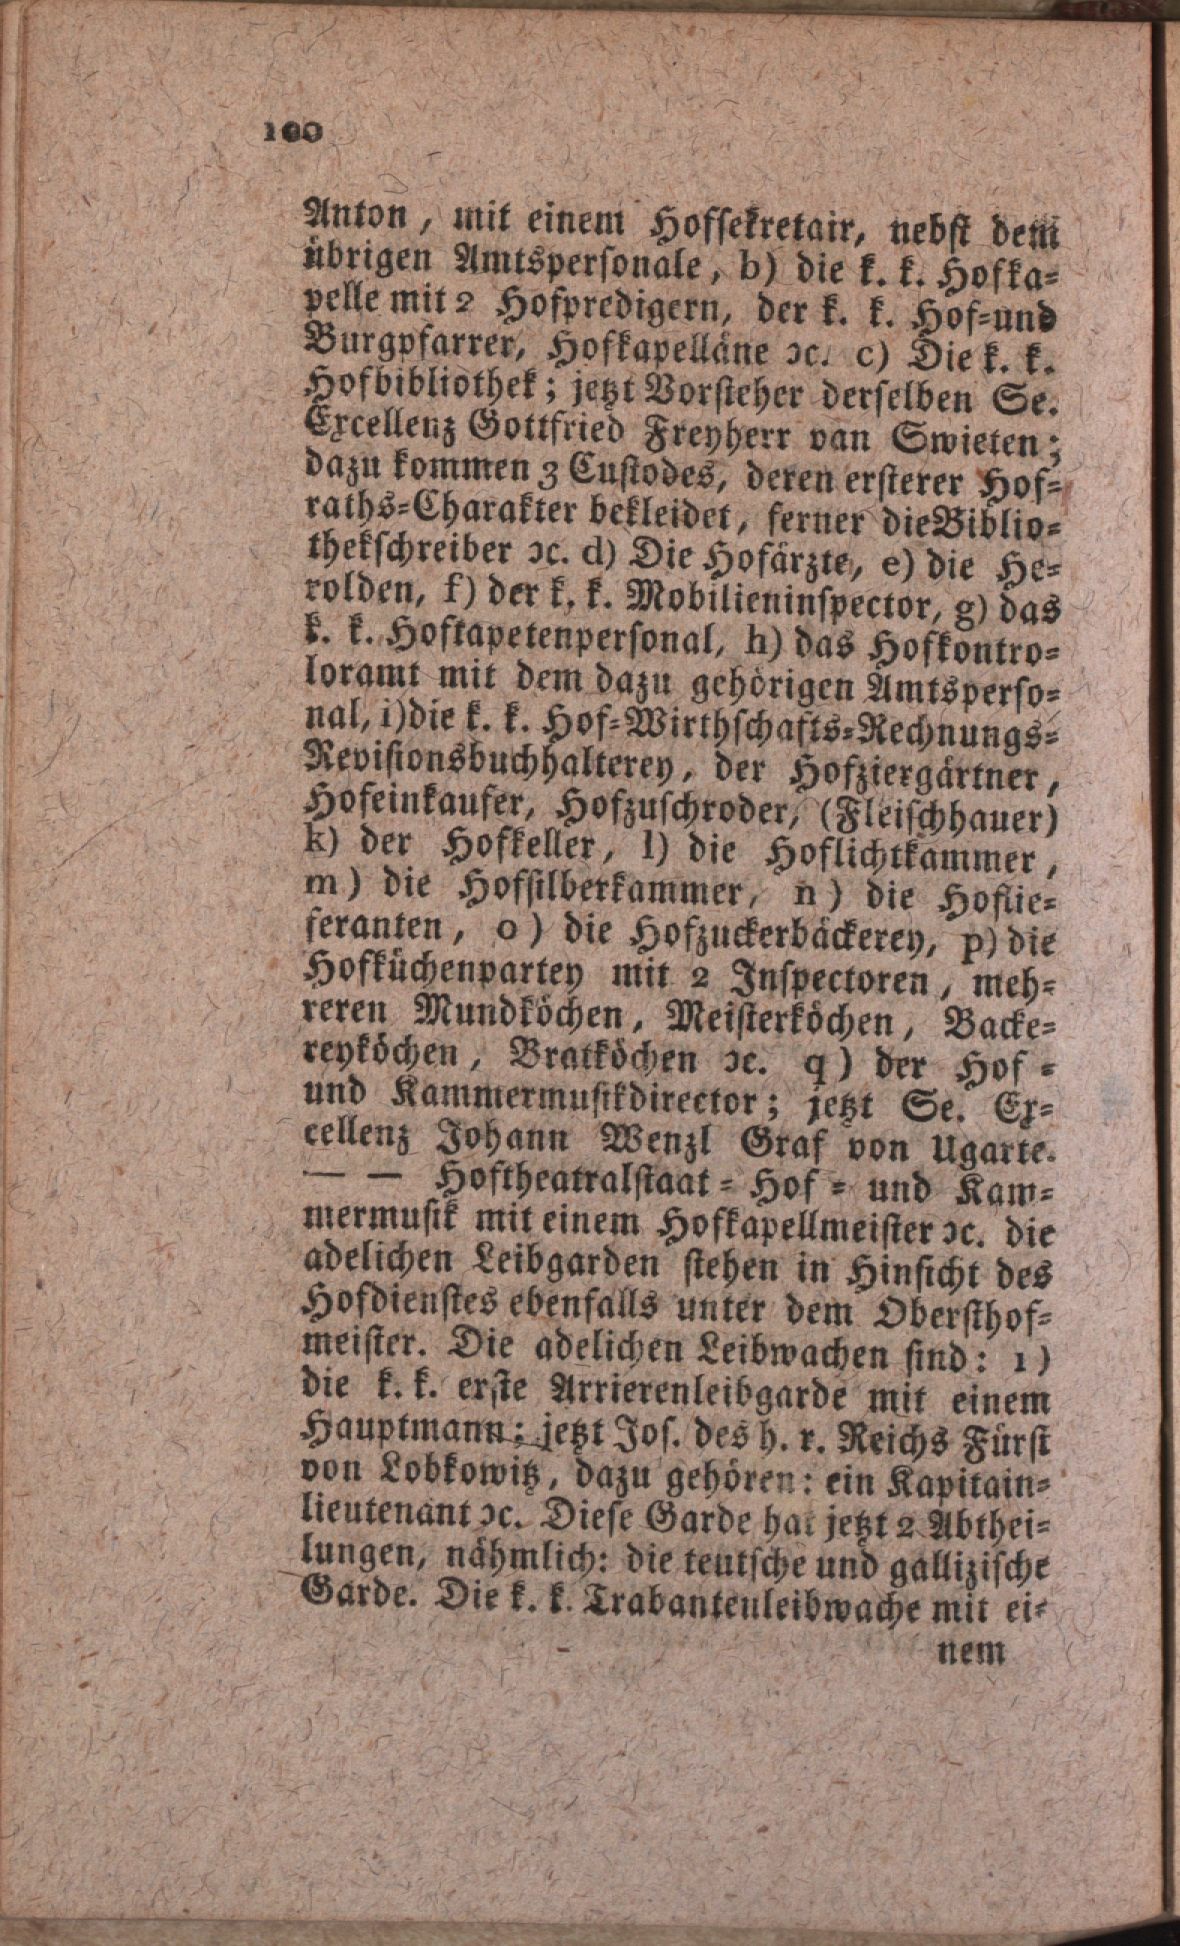 100
Anton, mit einem Hofsekretair, nebst dem
übrigen Amtspersonale, b) die k. k. Hofka=
pelle mit 2 Hofpredigern, der k. k. Hof=und
Burgpfarrer, Hofkapelläne ꝛc. c) Die k. k.
Hofbibliothek; jetzt Vorsteher derselben Se.
Excellenz Gottfried Freyherr van Swieten;
dazu kommen 3 Custodes, deren ersterer Hof=
raths=Charakter bekleidet, ferner die Biblio=
thekschreiber ꝛc. d) Die Hofärzte, e) die He=
rolden, f) der k. k. Mobilieninspector, g) das
k. k. Hoftapetenpersonal, h) das Hofkontro=
loramt mit dem dazu gehörigen Amtsperso=
nal, i) die k. k. Hof=Wirthschafts=Rechnungs=
Revisionsbuchhalterey, der Hofziergärtner,
Hofeinkaufer, Hofzuschroder, (Fleischhauer)
k) der Hofkeller, l) die Hoflichtkammer,
m) die Hofsilberkammer, n) die Hoflie=
feranten, o) die Hofzuckerbäckerey, p) die
Hofküchenpartey mit 2 Inspectoren, meh=
reren Mundköchen, Meisterköchen, Backe=
reyköchen, Bratköchen ꝛc. q) der Hof=
und Kammermusikdirector; jetzt Se. Ex=
cellenz Johann Wenzl Graf von Ugarte.
— — Hoftheatralstaat = Hof = und Kam=
mermusik mit einem Hofkapellmeister ꝛc. die
adelichen Leibgarden stehen in Hinsicht des
Hofdienstes ebenfalls unter dem Obersthof=
meister. Die adelichen Leibwachen sind: 1)
die k. k. erste Arrierenleibgarde mit einem
Hauptmann; jetzt Jos. des h. r. Reichs Fürst
von Lobkowitz, dazu gehören: ein Kapitain=
lieutenant ꝛc. Diese Garde hat jetzt 2 Abthei=
lungen, nähmlich: die teutsche und gallizische
Garde. Die k. k. Trabantenleibwache mit ei=
nem